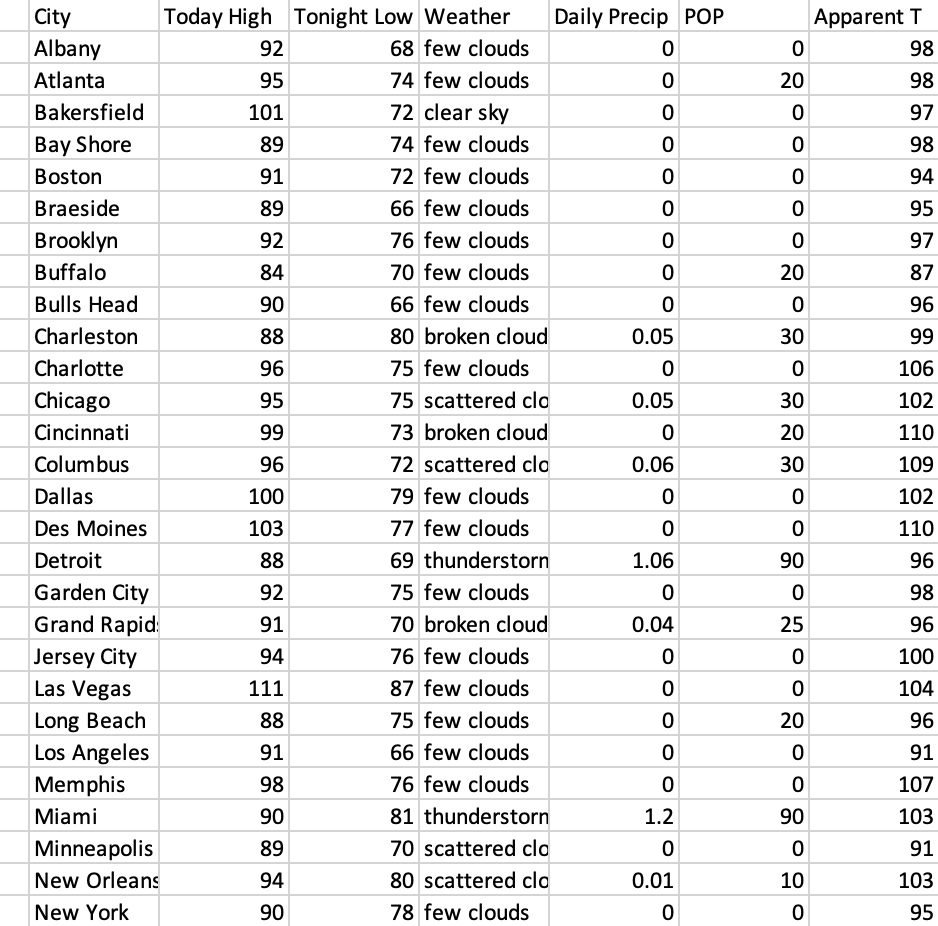 City Today High Tonight Low Weather Daily Precip POP Apparent T
Albany 92 68 few clouds 0 0 98
Atlanta 95 74 few clouds 0 20 98
Bakersfield 101 72 clear sky 0 0 97
Bay Shore 89 74 few clouds 0 0 98
Boston 91 72 few clouds 0 0 94
Braeside 89 66 few clouds 0 0 95
Brooklyn 92 76 few clouds 0 0 97
Buffalo 84 70 few clouds 0 20 87
Bulls Head 90 66 few clouds 0 0 96
Charleston 88 80 broken cloud 0.05 30 99
Charlotte 96 75 few clouds 0 0 106
Chicago 95 75 scattered clo 0.05 30 102
Cincinnati 99 73 broken cloud 0 20 110
Columbus 96 72 scattered clo 0.06 30 109
Dallas 100 79 few clouds 0 0 102
Des Moines 103 77 few clouds 0 0 110
Detroit 88 69 thunderstorn 1.06 90 96
Garden City 92 75 few clouds 0 0 98
Grand Rapid 91 70 broken cloud 0.04 25 96
Jersey City 94 76 few clouds 0 0 100
Las Vegas 111 87 few clouds 0 0 104
Long Beach 88 75 few clouds 0 20 96
Los Angeles 91 66 few clouds 0 0 91
Memphis 98 76 few clouds 0 0 107
Miami 90 81 thunderstorn 1.2 90 103
Minneapolis 89 70 scattered clo 0 0 91
New Orleans 94 80 scattered clo 0.01 10 103
New York 90 78 few clouds 0 0 95